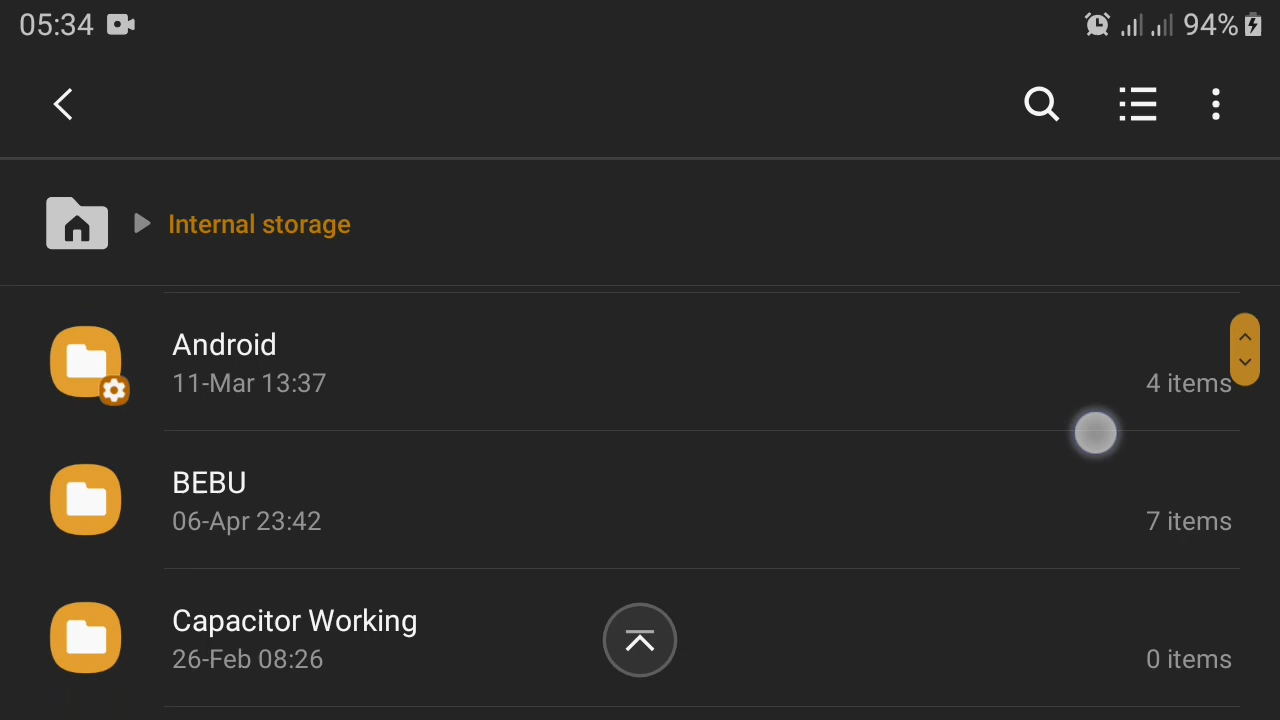 05:34
94%
Internal storage
Android
11-Mar 13:37
4 items
BEBU
06-Apr 23:42
7 items
Capacitor Working
26-Feb 08:26
0 items